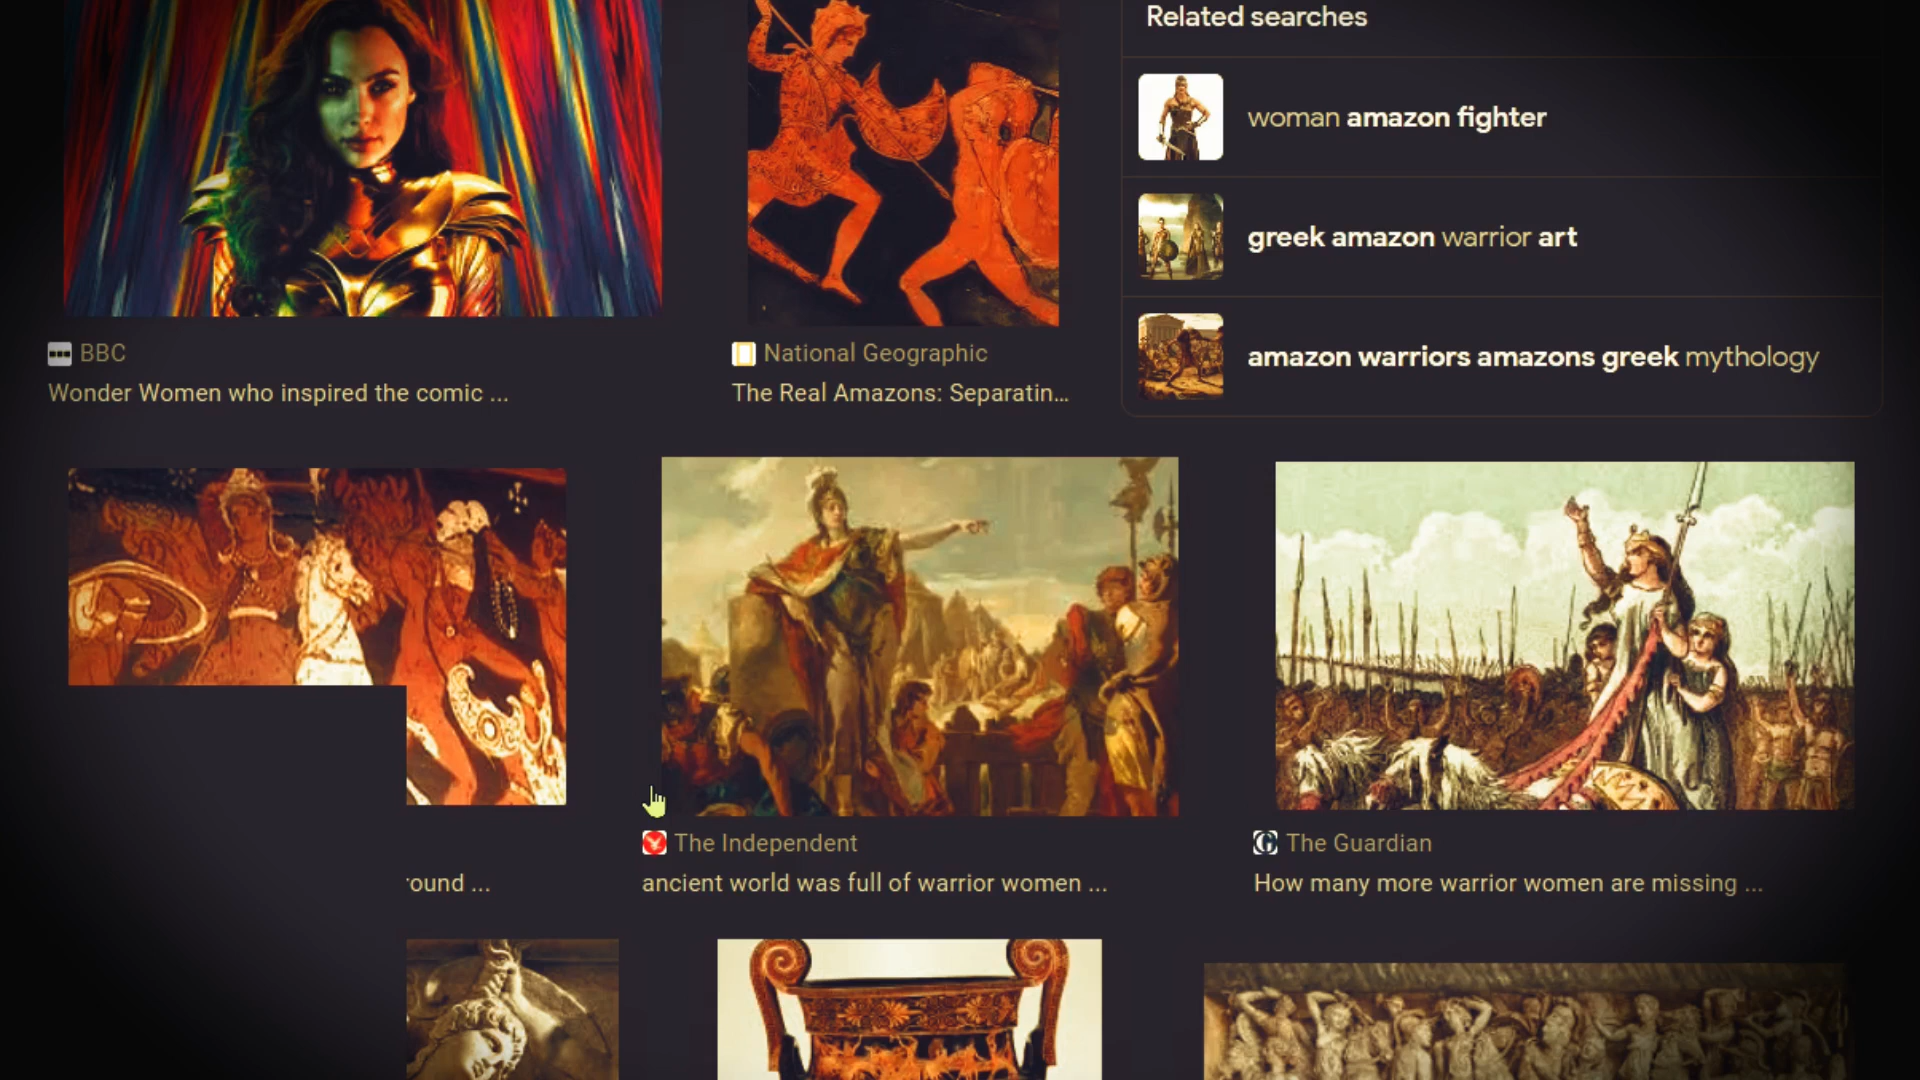 Related searches
woman amazon fighter
greek amazon warrior art
amazon warriors amazons greek mythology
BBC
Wonder Women who inspired the comic ...
National Geographic
The Real Amazons: Separatin...
round ...
The Independent
ancient world was full of warrior women ...
The Guardian
How many more warrior women are missing ...